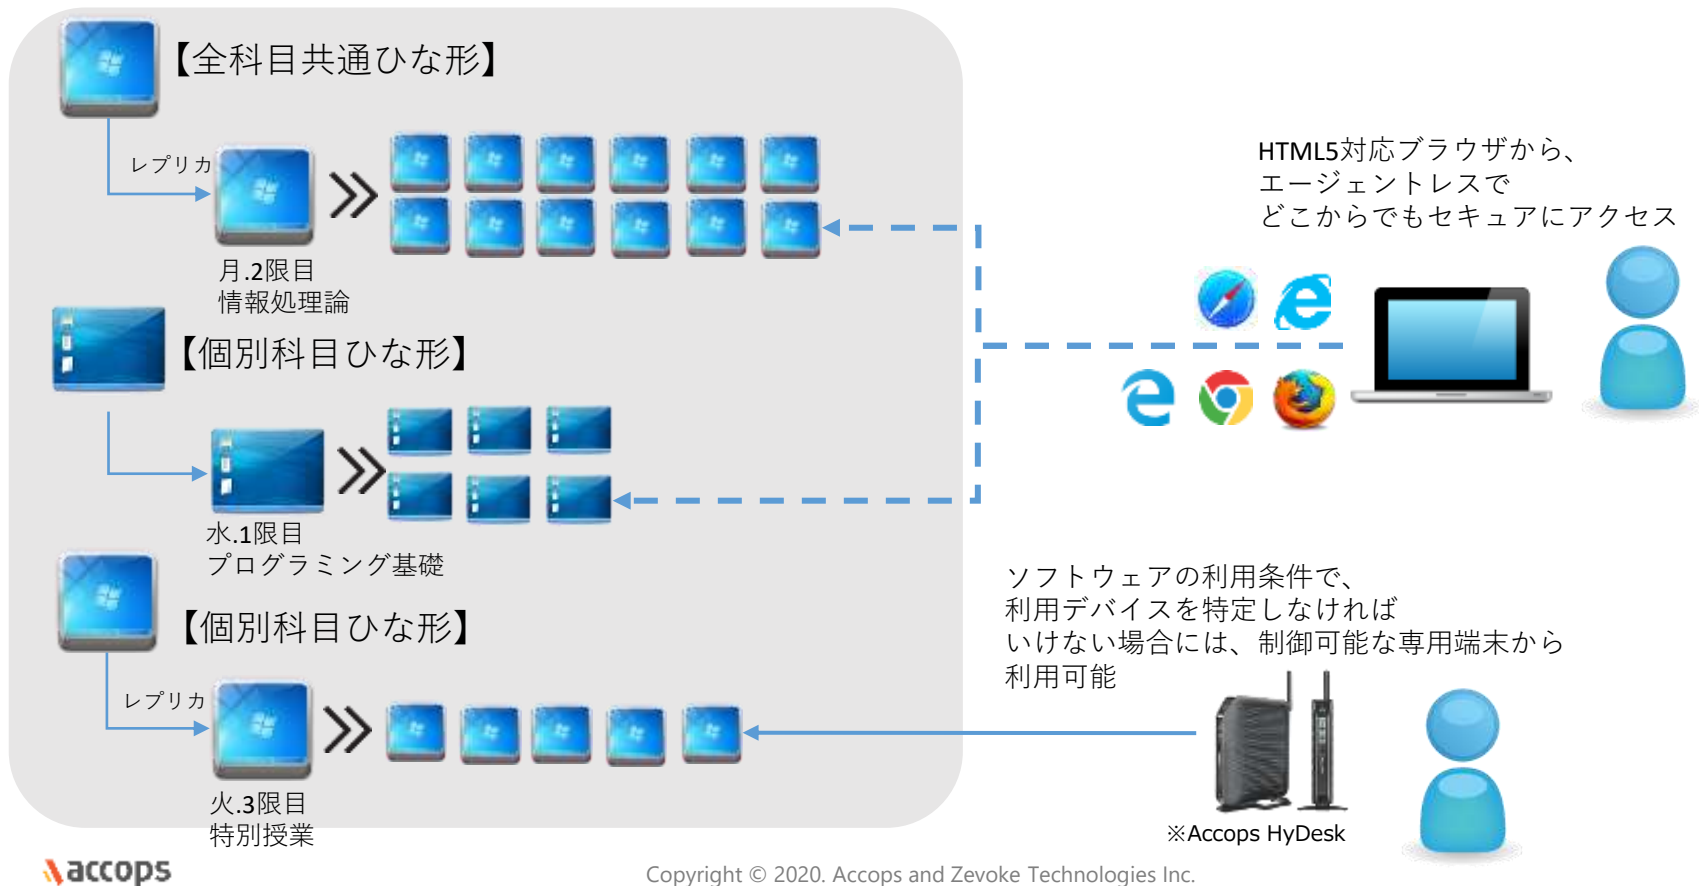 【全科目共通ひな形】
レプリカ
月.2限目
情報処理論
【個別科目ひな形】
水.1限目
プログラミング基礎
【個別科目ひな形】
レプリカ
火.3限目
特別授業
HTML5対応ブラウザから、
エージェントレスで
どこからでもセキュアにアクセス
ソフトウェアの利用条件で、
利用デバイスを特定しなければ
いけない場合には、制御可能な専用端末から
利用可能
※Accops HyDesk
accops
Copyright © 2020. Accops and Zevoke Technologies Inc.